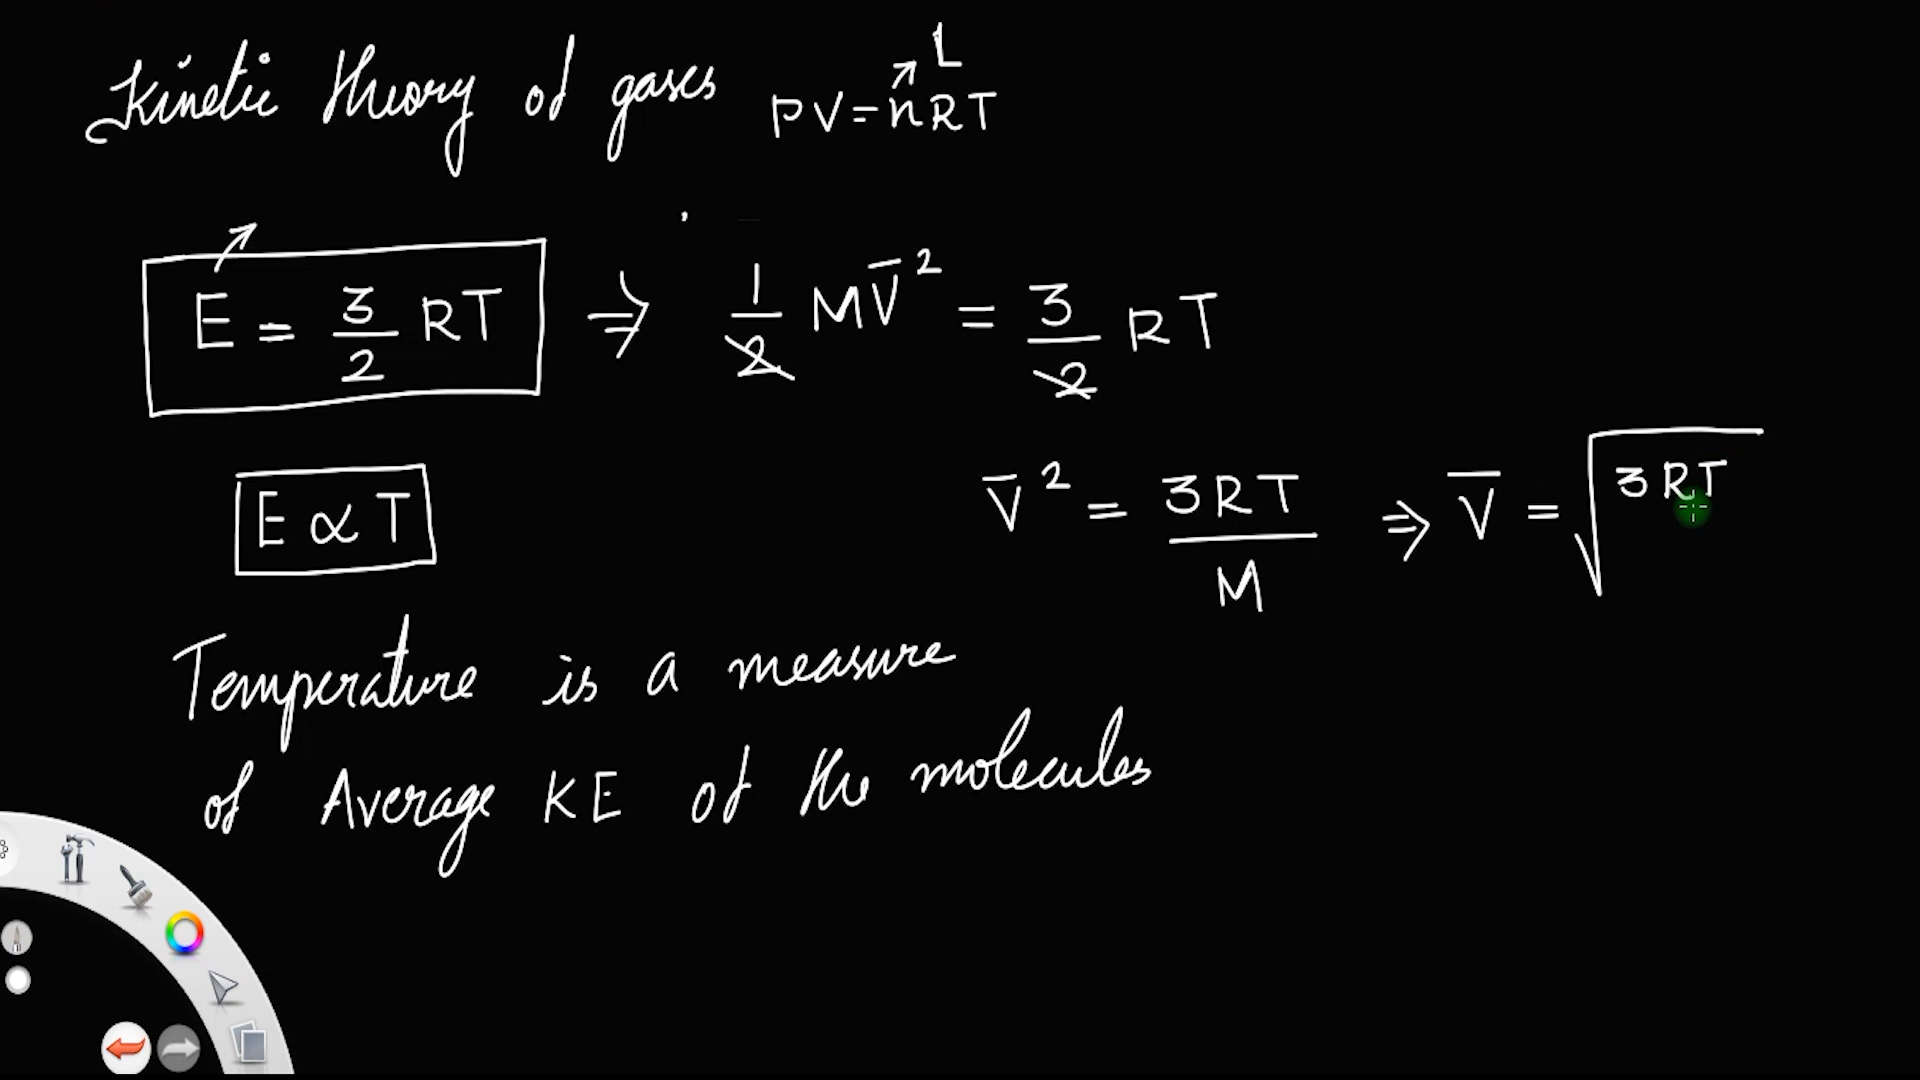 Kinetic theory of gases PV = nRT
L
E = 3/2 RT ⇒ 1/2 MV̅² = 3/2 RT
E ∝ T
V̅² = 3RT/M ⇒ V̅ = √3RT
Temperature is a measure
of Average KE of the molecules